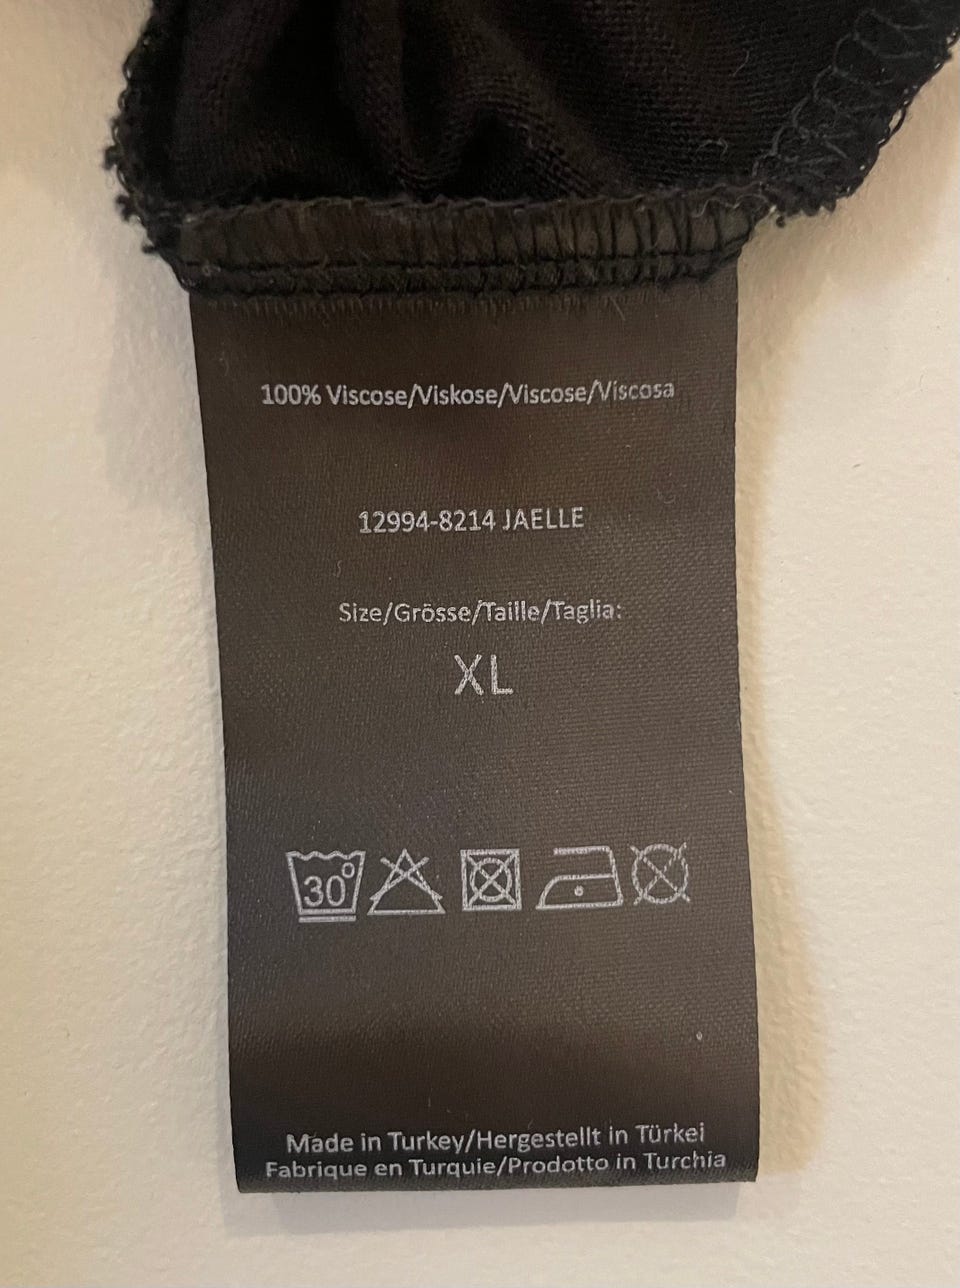 100% Viscose/Viskose/Viscose/Viscosa
12994-8214 JAELLE
Size/Grösse/Taille/Taglia:
XL
30°
Made in Turkey/Hergestellt in Türkei
Fabrique en Turquie/Prodotto in Turchia